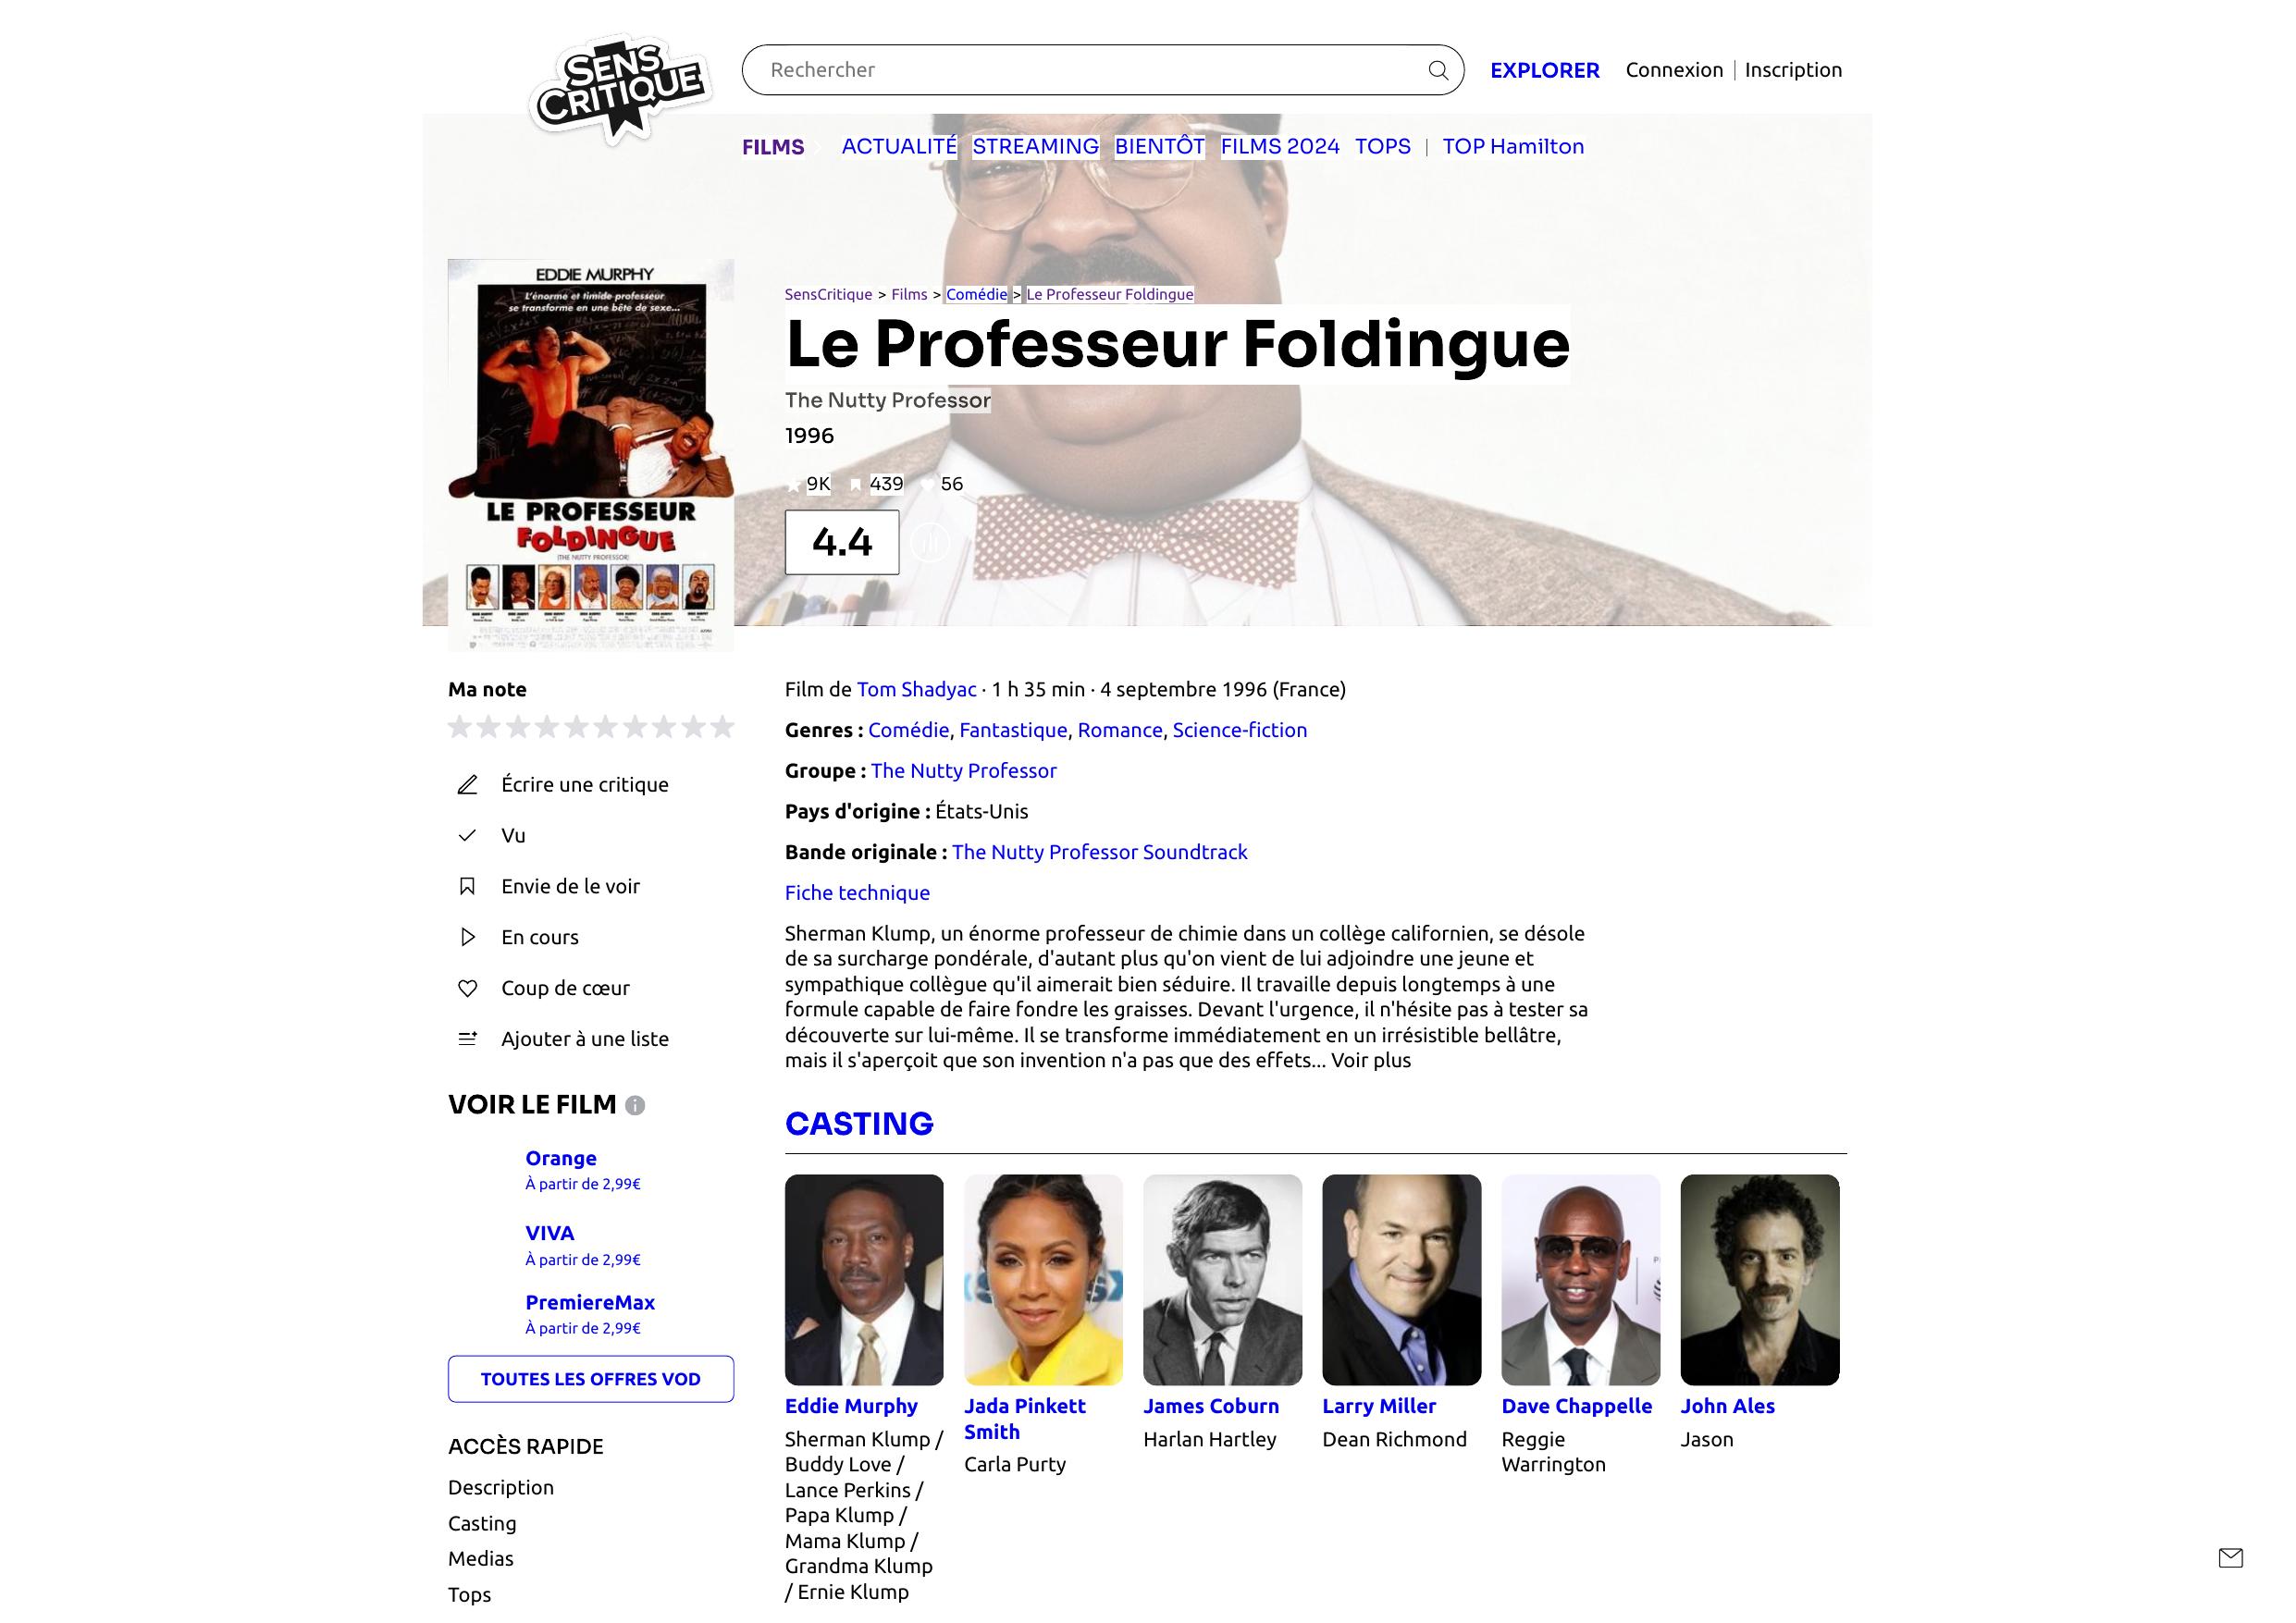 SENS
CRITIQUE
Rechercher
EXPLORER
Connexion | Inscription
FILMS
ACTUALITÉ STREAMING BIENTÔT FILMS 2024 TOPS | TOP Hamilton
EDDIE MURPHY
L'énorme et timide professeur
se transforme en une bête de sexe...
LE PROFESSEUR
FOLDINGUE
(THE NUTTY PROFESSOR)
SensCritique > Films > Comédie > Le Professeur Foldingue
Le Professeur Foldingue
The Nutty Professor
1996
9K 439 56
4.4
Ma note
Écrire une critique
Vu
Envie de le voir
En cours
Coup de cœur
Ajouter à une liste
VOIR LE FILM
Orange
À partir de 2,99€
VIVA
À partir de 2,99€
PremiereMax
À partir de 2,99€
TOUTES LES OFFRES VOD
ACCÈS RAPIDE
Description
Casting
Medias
Tops
Film de Tom Shadyac · 1 h 35 min · 4 septembre 1996 (France)
Genres : Comédie, Fantastique, Romance, Science-fiction
Groupe : The Nutty Professor
Pays d'origine : États-Unis
Bande originale : The Nutty Professor Soundtrack
Fiche technique
Sherman Klump, un énorme professeur de chimie dans un collège californien, se désole
de sa surcharge pondérale, d'autant plus qu'on vient de lui adjoindre une jeune et
sympathique collègue qu'il aimerait bien séduire. Il travaille depuis longtemps à une
formule capable de faire fondre les graisses. Devant l'urgence, il n'hésite pas à tester sa
découverte sur lui-même. Il se transforme immédiatement en un irrésistible bellâtre,
mais il s'aperçoit que son invention n'a pas que des effets... Voir plus
CASTING
Eddie Murphy
Sherman Klump /
Buddy Love /
Lance Perkins /
Papa Klump /
Mama Klump /
Grandma Klump
/ Ernie Klump
Jada Pinkett
Smith
Carla Purty
James Coburn
Harlan Hartley
Larry Miller
Dean Richmond
Dave Chappelle
Reggie
Warrington
John Ales
Jason